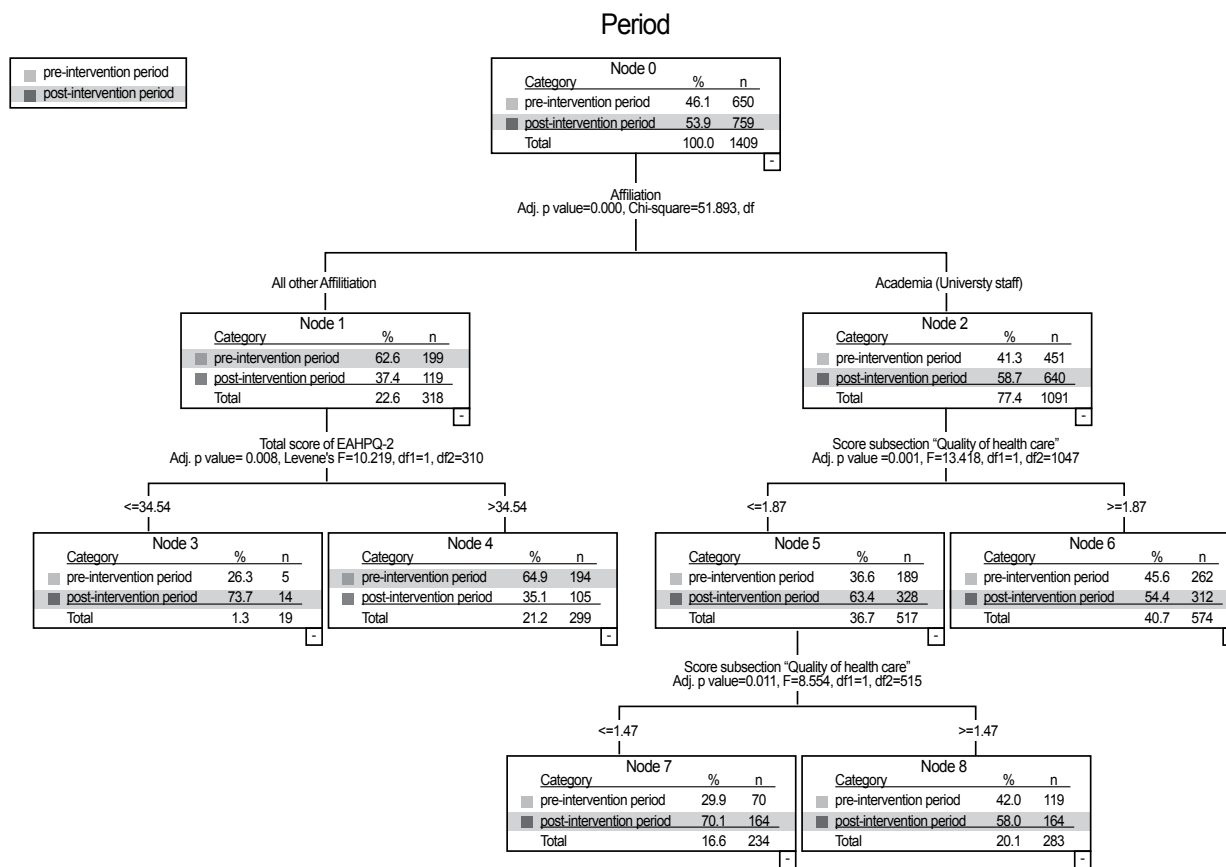 Period
pre-intervention period
post-intervention period
Node 0
Category % n
pre-intervention period 46.1 650
post-intervention period 53.9 759
Total 100.0 1409
-
Affiliation
Adj. p value=0.000, Chi-square=51.893, df
All other Affilitiation
Academia (Universty staff)
Node 1
Category % n
pre-intervention period 62.6 199
post-intervention period 37.4 119
Total 22.6 318
-
Node 2
Category % n
pre-intervention period 41.3 451
post-intervention period 58.7 640
Total 77.4 1091
-
Total score of EAHPQ-2
Adj. p value= 0.008, Levene's F=10.219, df1=1, df2=310
Score subsection “Quality of health care”
Adj. p value =0.001, F=13.418, df1=1, df2=1047
<=34.54
>34.54
<=1.87
>=1.87
Node 3
Category % n
pre-intervention period 26.3 5
post-intervention period 73.7 14
Total 1.3 19
-
Node 4
Category % n
pre-intervention period 64.9 194
post-intervention period 35.1 105
Total 21.2 299
-
Node 5
Category % n
pre-intervention period 36.6 189
post-intervention period 63.4 328
Total 36.7 517
-
Node 6
Category % n
pre-intervention period 45.6 262
post-intervention period 54.4 312
Total 40.7 574
-
Score subsection “Quality of health care”
Adj. p value=0.011, F=8.554, df1=1, df2=515
<=1.47
>=1.47
Node 7
Category % n
pre-intervention period 29.9 70
post-intervention period 70.1 164
Total 16.6 234
-
Node 8
Category % n
pre-intervention period 42.0 119
post-intervention period 58.0 164
Total 20.1 283
-